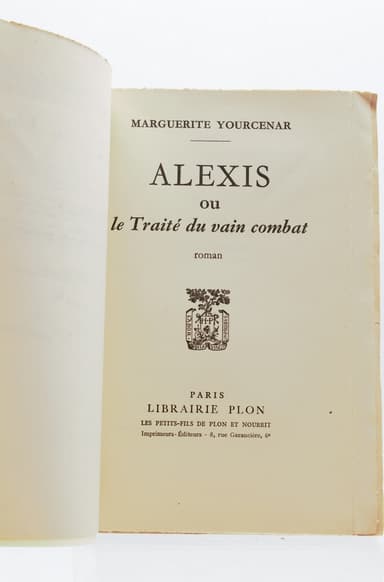 MARGUERITE YOURCENAR
ALEXIS
ou
le Traité du vain combat
roman
PARIS
LIBRAIRIE PLON
LES PETITS-FILS DE PLON ET NOURRIT
Imprimeurs-Éditeurs - 8, rue Garancière, 6e